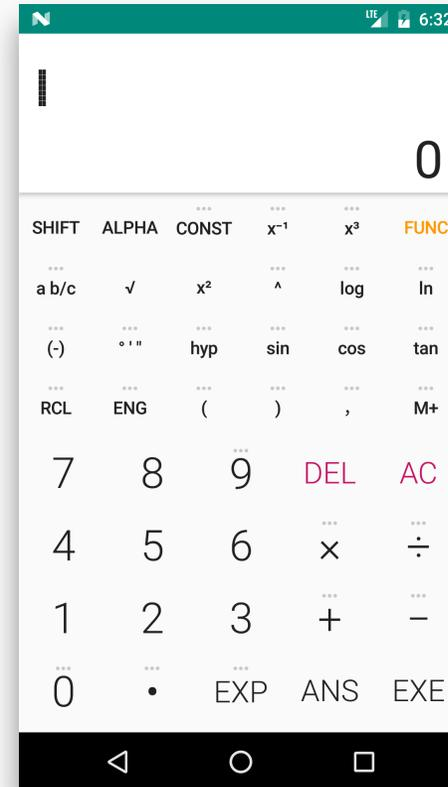 LTE 6:32
0
SHIFT ALPHA CONST x⁻¹ x³ FUNC
a b/c √ x² ^ log ln
(-) ° ' " hyp sin cos tan
RCL ENG ( ) , M+
7 8 9 DEL AC
4 5 6 × ÷
1 2 3 + −
0 • EXP ANS EXE